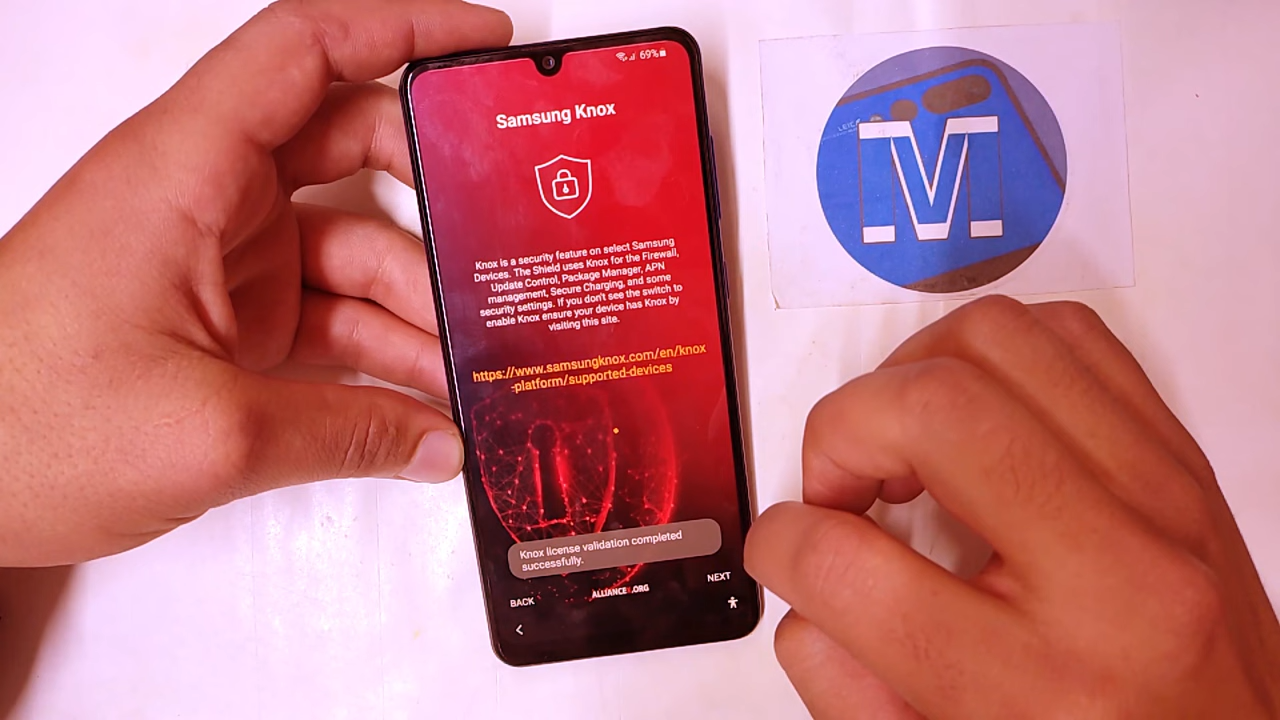 69%
Samsung Knox
Knox is a security feature on select Samsung
Devices. The Shield uses Knox for the Firewall,
Update Control, Package Manager, APN
management, Secure Charging, and some
security settings. If you don't see the switch to
enable Knox ensure your device has Knox by
visiting this site.
https://www.samsungknox.com/en/knox
-platform/supported-devices
Knox license validation completed
successfully.
BACK
ALLIANCEX.ORG
NEXT
LEICA
M